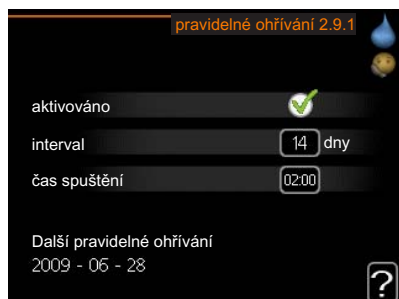 pravidelné ohřívání 2.9.1
aktivováno
interval 14 dny
čas spuštění 02:00
Další pravidelné ohřívání
2009 - 06 - 28
?